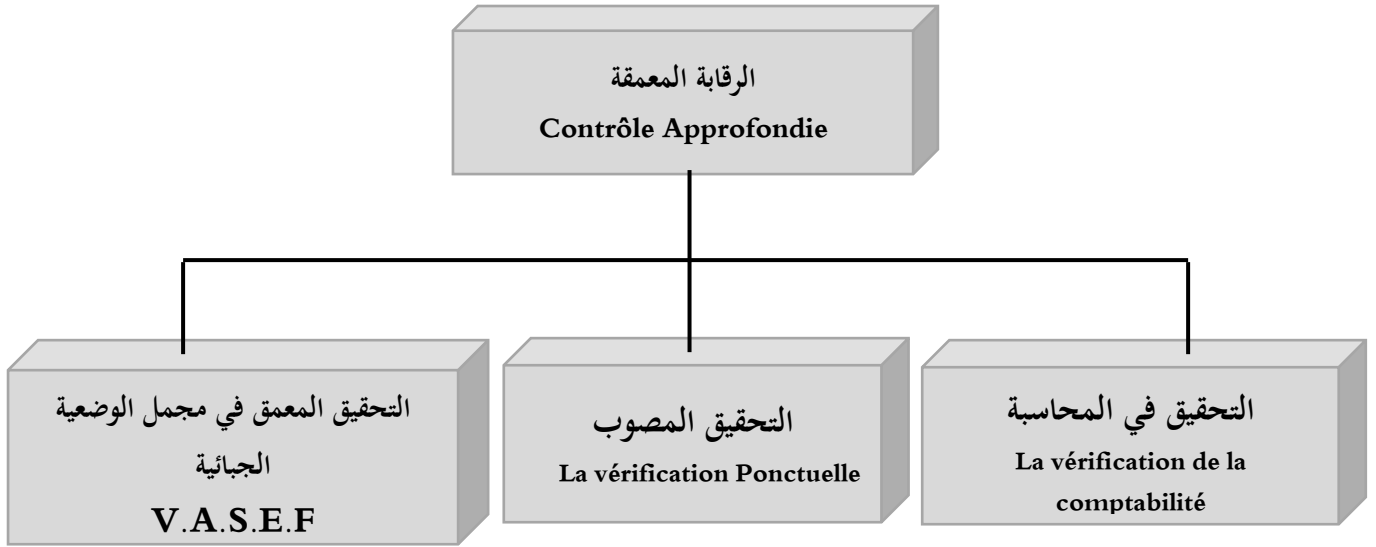 الرقابة المعمقة
Contrôle Approfondie
التحقيق في المحاسبة
La vérification de la
comptabilité
التحقيق المصوب
La vérification Ponctuelle
التحقيق المعمق في مجمل الوضعية
الجبائية
V.A.S.E.F